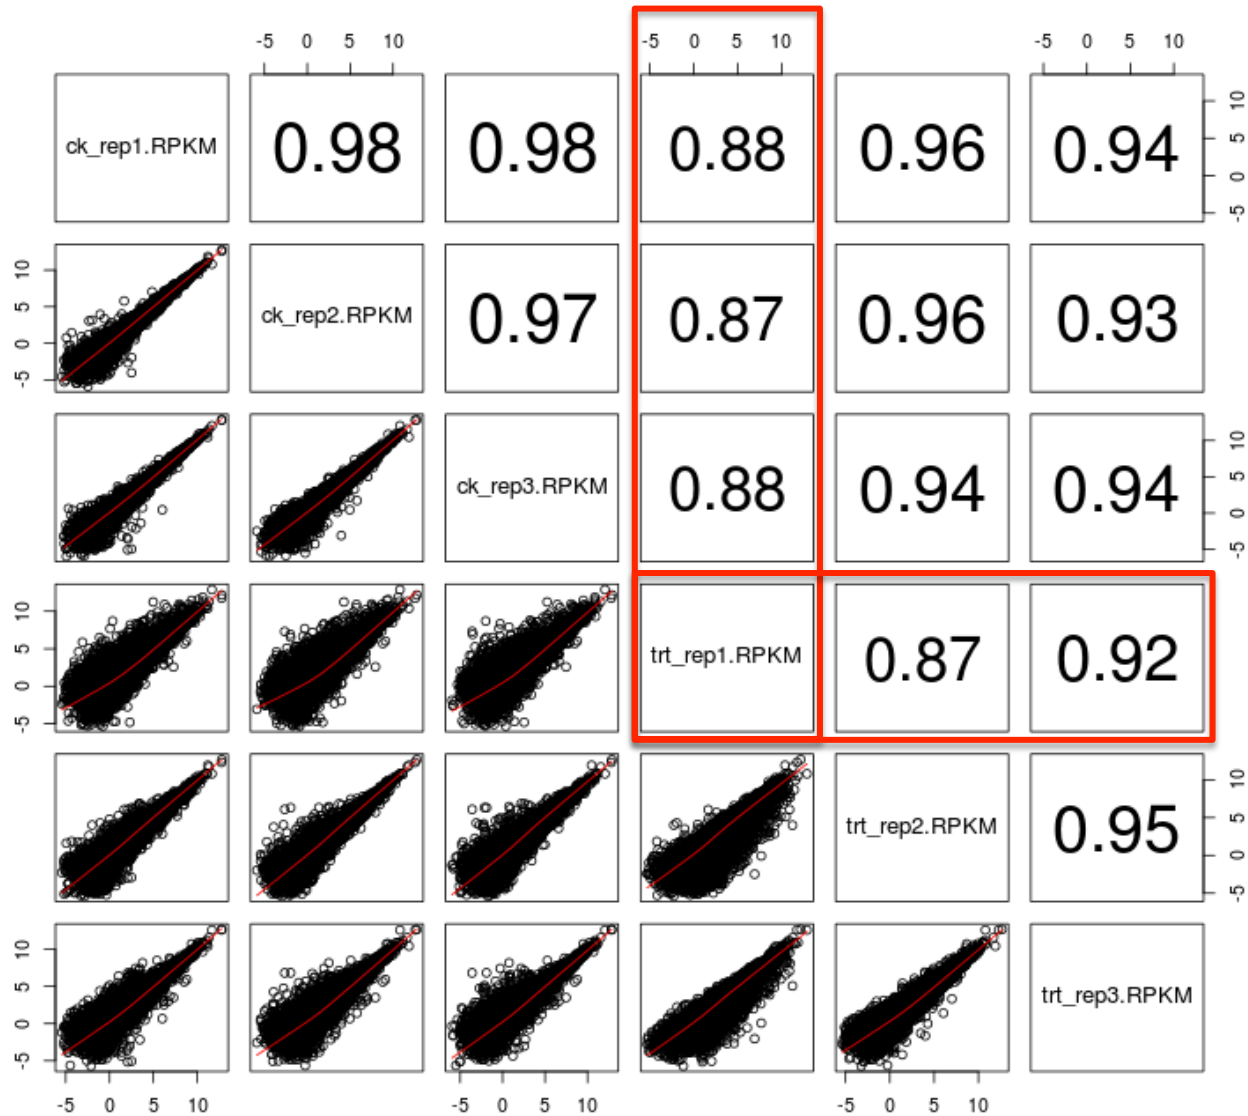 -5 0 5 10 -5 0 5 10 -5 0 5 10
ck_rep1.RPKM 0.98 0.98 0.88 0.96 0.94 -5 0 5 10
-5 0 5 10 ck_rep2.RPKM 0.97 0.87 0.96 0.93
ck_rep3.RPKM 0.88 0.94 0.94 -5 0 5 10
-5 0 5 10 trt_rep1.RPKM 0.87 0.92
trt_rep2.RPKM 0.95 -5 0 5 10
-5 0 5 10 trt_rep3.RPKM
-5 0 5 10 -5 0 5 10 -5 0 5 10